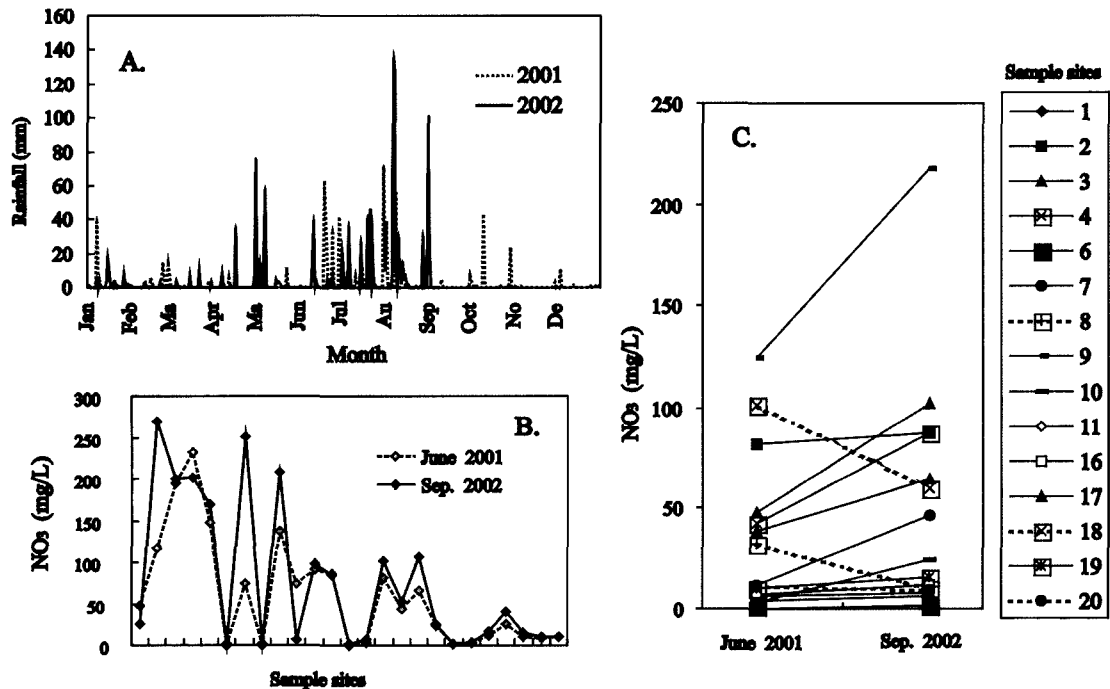 160
140
120
100
80
60
40
20
0
Rainfall (mm)
A.
2001
2002
Jan
Feb
Ma
Apr
Ma
Jun
Jul
Au
Sep
Oct
No
De
Month
300
250
200
150
100
50
0
NO₃ (mg/L)
B.
June 2001
Sep. 2002
Sample sites
250
200
150
100
50
0
NO₃ (mg/L)
C.
June 2001
Sep. 2002
Sample sites
1
2
3
4
6
7
8
9
10
11
16
17
18
19
20